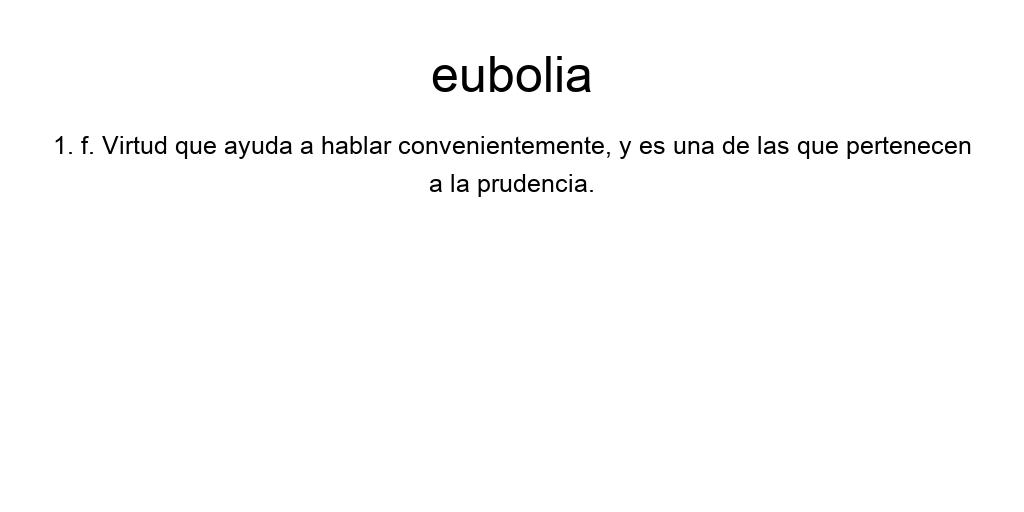 eubolia
1. f. Virtud que ayuda a hablar convenientemente, y es una de las que pertenecen
a la prudencia.